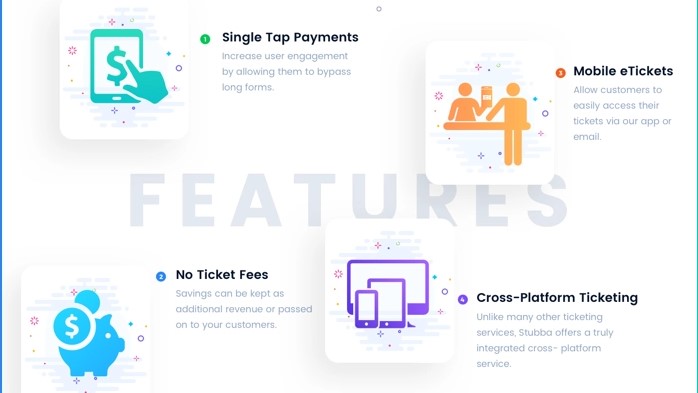 1 Single Tap Payments
Increase user engagement
by allowing them to bypass
long forms.
3 Mobile eTickets
Allow customers to
easily access their
tickets via our app or
email.
FEATURES
2 No Ticket Fees
Savings can be kept as
additional revenue or passed
on to your customers.
4 Cross-Platform Ticketing
Unlike many other ticketing
services, Stubba offers a truly
integrated cross- platform
service.
$
$